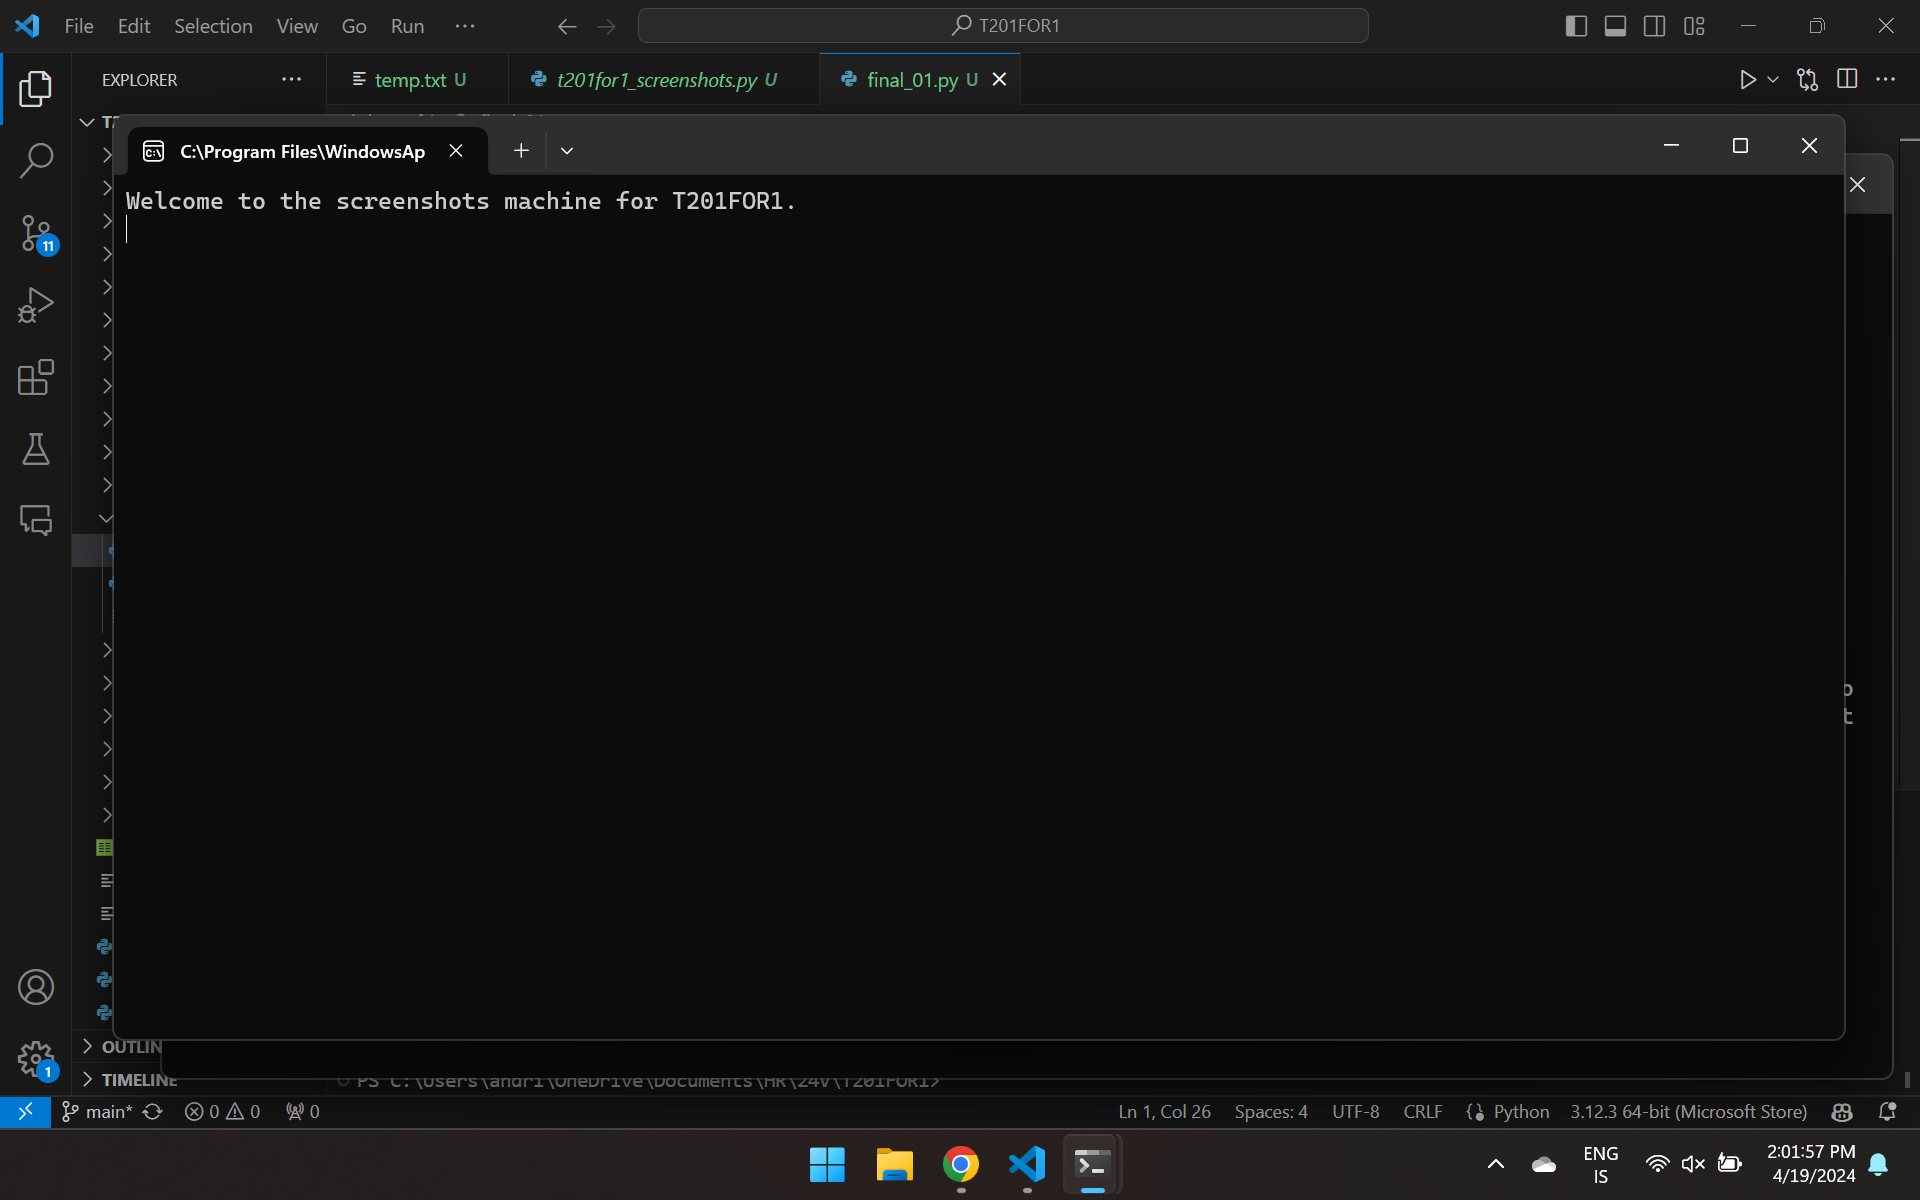 File Edit Selection View Go Run ··· T201FOR1
EXPLORER ··· temp.txt U t201for1_screenshots.py U final_01.py U
C:\Program Files\WindowsAp
Welcome to the screenshots machine for T201FOR1.
11
OUTLIN
TIMELINE
PS C:\Users\andri\OneDrive\Documents\HR\24V\T201FOR1>
1
main* 0 0 0 Ln 1, Col 26 Spaces: 4 UTF-8 CRLF Python 3.12.3 64-bit (Microsoft Store)
ENG
IS
2:01:57 PM
4/19/2024